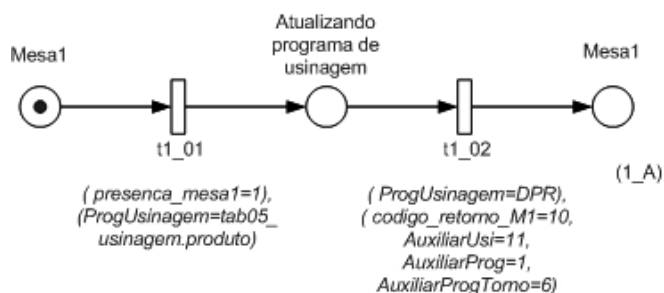 Mesa1
Atualizando
programa de
usinagem
Mesa1
t1_01
t1_02
(1_A)
( presenca_mesa1=1),
(ProgUsinagem=tab05_
usinagem.produto)
( ProgUsinagem=DPR),
( codigo_retorno_M1=10,
AuxiliarUsi=11,
AuxiliarProg=1,
AuxiliarProgTorno=6)